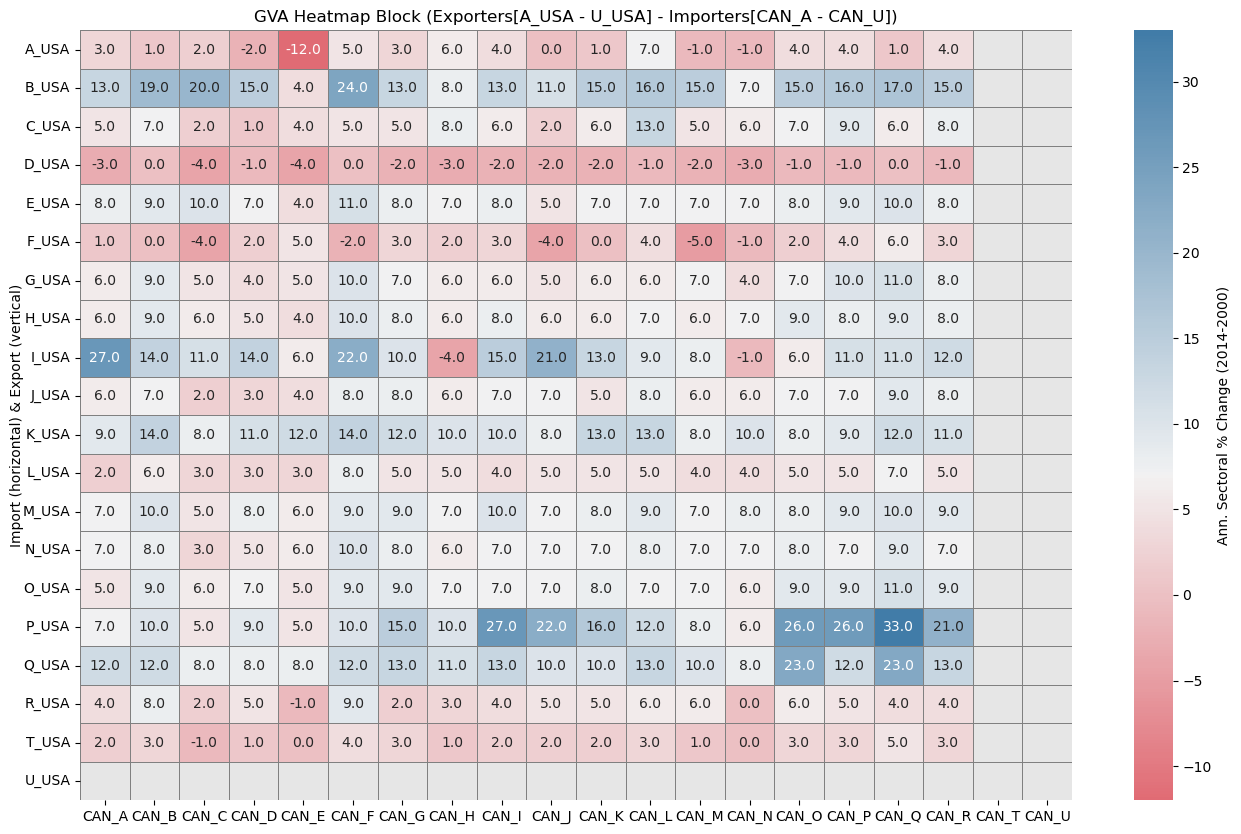 GVA Heatmap Block (Exporters[A_USA - U_USA] - Importers[CAN_A - CAN_U])
Import (horizontal) & Export (vertical)
A_USA 3.0 1.0 2.0 -2.0 -12.0 5.0 3.0 6.0 4.0 0.0 1.0 7.0 -1.0 -1.0 4.0 4.0 1.0 4.0
B_USA 13.0 19.0 20.0 15.0 4.0 24.0 13.0 8.0 13.0 11.0 15.0 16.0 15.0 7.0 15.0 16.0 17.0 15.0
C_USA 5.0 7.0 2.0 1.0 4.0 5.0 5.0 8.0 6.0 2.0 6.0 13.0 5.0 6.0 7.0 9.0 6.0 8.0
D_USA -3.0 0.0 -4.0 -1.0 -4.0 0.0 -2.0 -3.0 -2.0 -2.0 -2.0 -1.0 -2.0 -3.0 -1.0 -1.0 0.0 -1.0
E_USA 8.0 9.0 10.0 7.0 4.0 11.0 8.0 7.0 8.0 5.0 7.0 7.0 7.0 7.0 8.0 9.0 10.0 8.0
F_USA 1.0 0.0 -4.0 2.0 5.0 -2.0 3.0 2.0 3.0 -4.0 0.0 4.0 -5.0 -1.0 2.0 4.0 6.0 3.0
G_USA 6.0 9.0 5.0 4.0 5.0 10.0 7.0 6.0 6.0 5.0 6.0 6.0 7.0 4.0 7.0 10.0 11.0 8.0
H_USA 6.0 9.0 6.0 5.0 4.0 10.0 8.0 6.0 8.0 6.0 6.0 7.0 6.0 7.0 9.0 8.0 9.0 8.0
I_USA 27.0 14.0 11.0 14.0 6.0 22.0 10.0 -4.0 15.0 21.0 13.0 9.0 8.0 -1.0 6.0 11.0 11.0 12.0
J_USA 6.0 7.0 2.0 3.0 4.0 8.0 8.0 6.0 7.0 7.0 5.0 8.0 6.0 6.0 7.0 7.0 9.0 8.0
K_USA 9.0 14.0 8.0 11.0 12.0 14.0 12.0 10.0 10.0 8.0 13.0 13.0 8.0 10.0 8.0 9.0 12.0 11.0
L_USA 2.0 6.0 3.0 3.0 3.0 8.0 5.0 5.0 4.0 5.0 5.0 5.0 4.0 4.0 5.0 5.0 7.0 5.0
M_USA 7.0 10.0 5.0 8.0 6.0 9.0 9.0 7.0 10.0 7.0 8.0 9.0 7.0 8.0 8.0 9.0 10.0 9.0
N_USA 7.0 8.0 3.0 5.0 6.0 10.0 8.0 6.0 7.0 7.0 7.0 8.0 7.0 7.0 8.0 7.0 9.0 7.0
O_USA 5.0 9.0 6.0 7.0 5.0 9.0 9.0 7.0 7.0 7.0 8.0 7.0 7.0 6.0 9.0 9.0 11.0 9.0
P_USA 7.0 10.0 5.0 9.0 5.0 10.0 15.0 10.0 27.0 22.0 16.0 12.0 8.0 6.0 26.0 26.0 33.0 21.0
Q_USA 12.0 12.0 8.0 8.0 8.0 12.0 13.0 11.0 13.0 10.0 10.0 13.0 10.0 8.0 23.0 12.0 23.0 13.0
R_USA 4.0 8.0 2.0 5.0 -1.0 9.0 2.0 3.0 4.0 5.0 5.0 6.0 6.0 0.0 6.0 5.0 4.0 4.0
T_USA 2.0 3.0 -1.0 1.0 0.0 4.0 3.0 1.0 2.0 2.0 2.0 3.0 1.0 0.0 3.0 3.0 5.0 3.0
U_USA
CAN_A CAN_B CAN_C CAN_D CAN_E CAN_F CAN_G CAN_H CAN_I CAN_J CAN_K CAN_L CAN_M CAN_N CAN_O CAN_P CAN_Q CAN_R CAN_T CAN_U
30
25
20
15
10
5
0
−5
−10
Ann. Sectoral % Change (2014-2000)